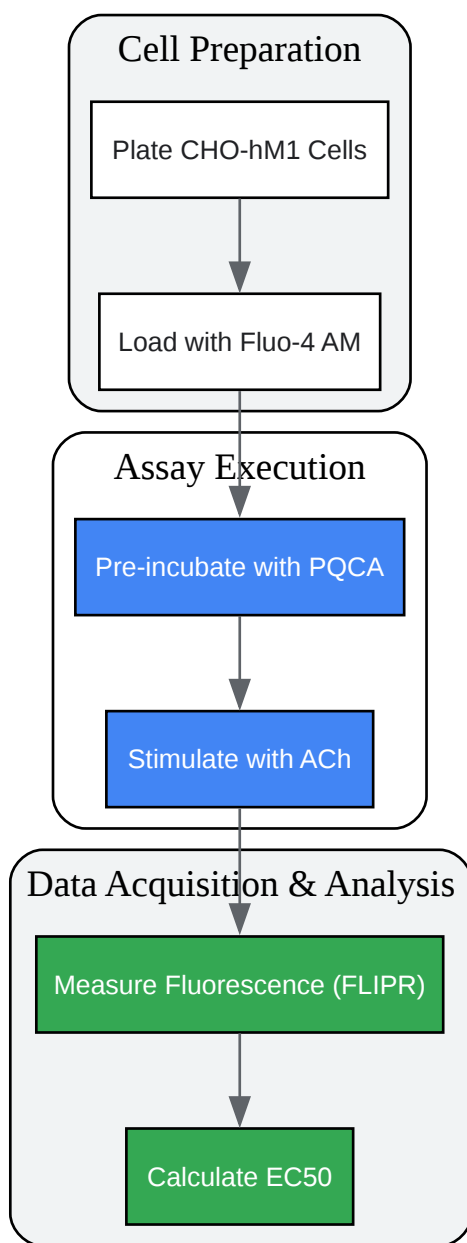 Cell Preparation
Plate CHO-hM1 Cells
Load with Fluo-4 AM
Assay Execution
Pre-incubate with PQCA
Stimulate with ACh
Data Acquisition & Analysis
Measure Fluorescence (FLIPR)
Calculate EC50